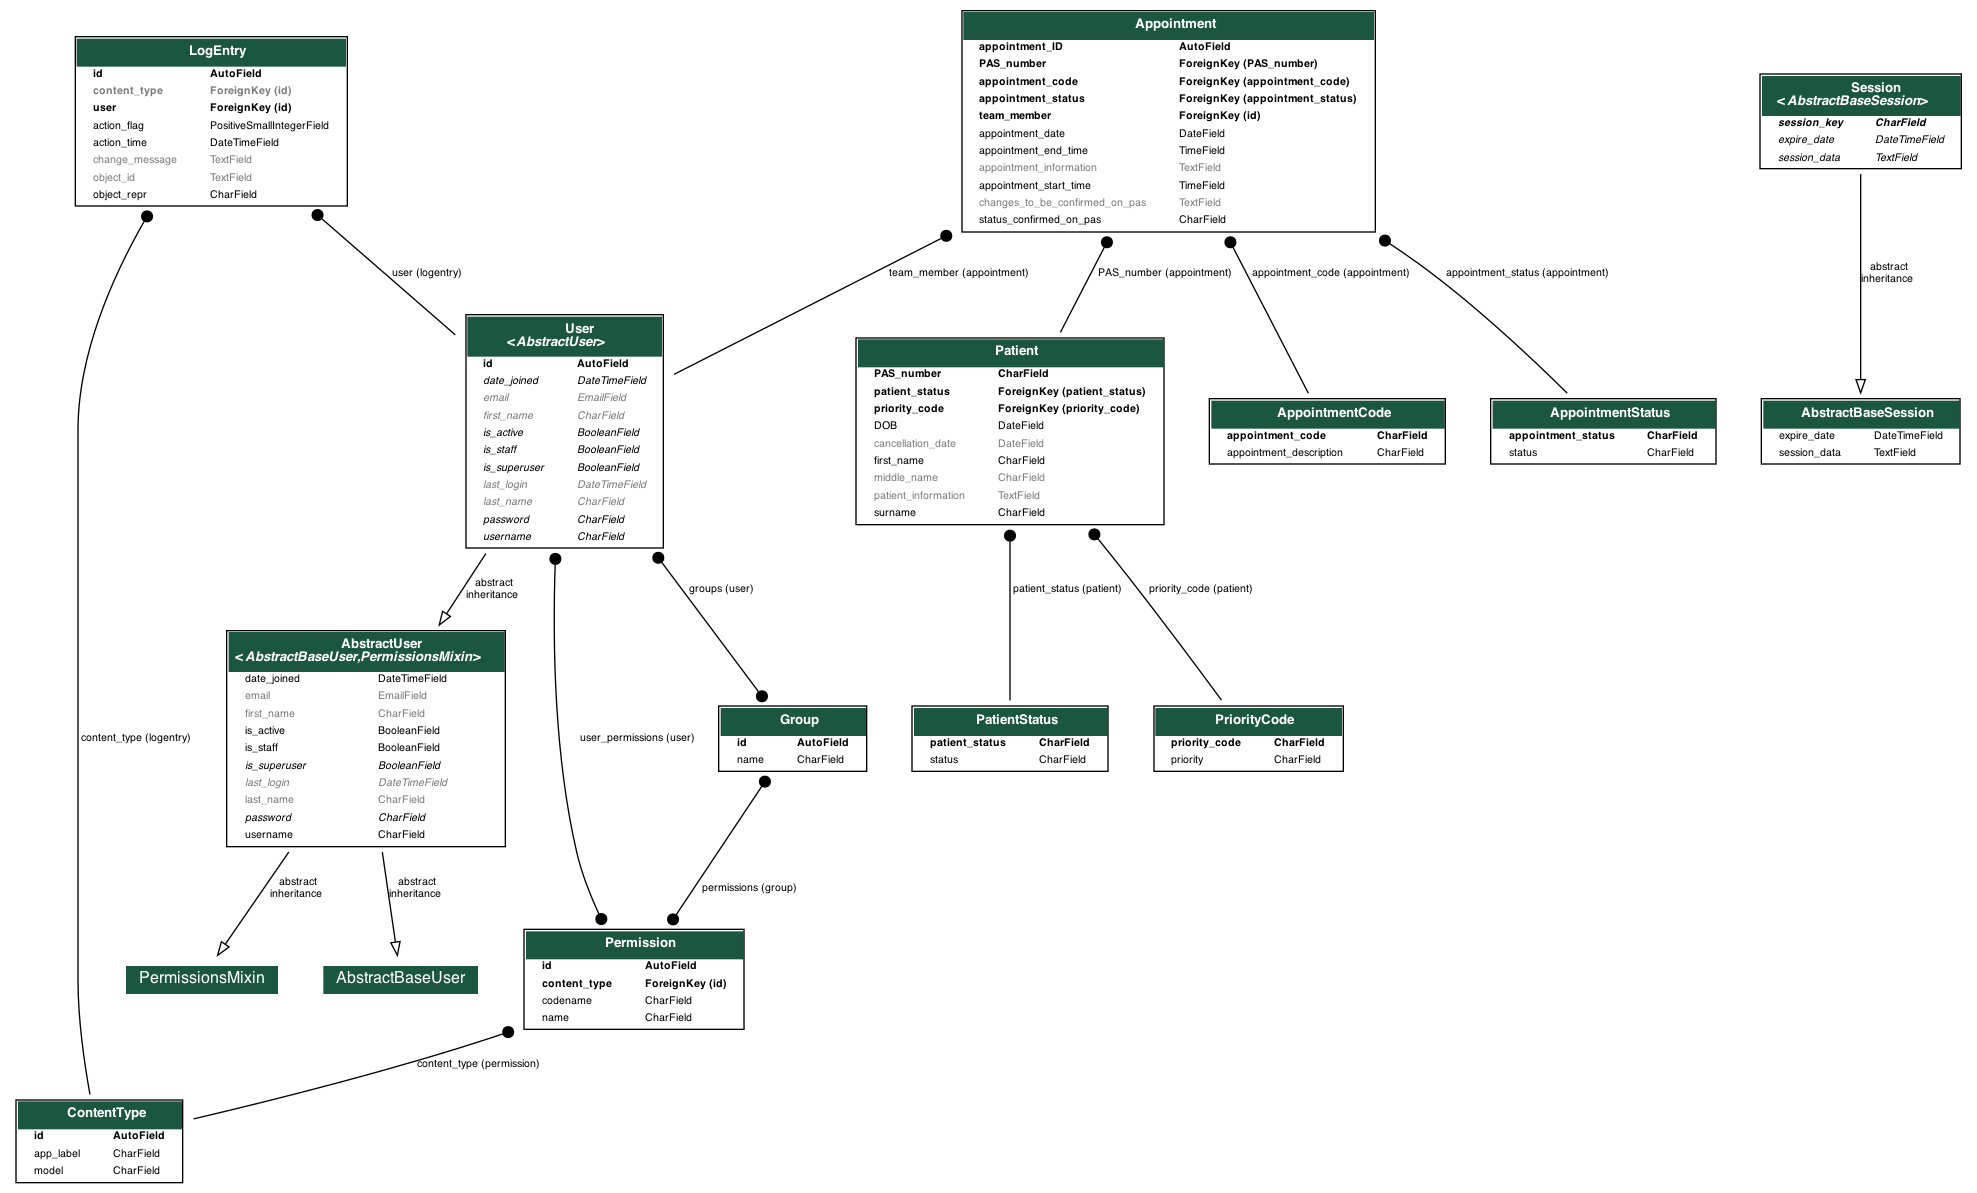 LogEntry
id AutoField
content_type ForeignKey (id)
user ForeignKey (id)
action_flag PositiveSmallIntegerField
action_time DateTimeField
change_message TextField
object_id TextField
object_repr CharField
Appointment
appointment_ID AutoField
PAS_number ForeignKey (PAS_number)
appointment_code ForeignKey (appointment_code)
appointment_status ForeignKey (appointment_status)
team_member ForeignKey (id)
appointment_date DateField
appointment_end_time TimeField
appointment_information TextField
appointment_start_time TimeField
changes_to_be_confirmed_on_pas TextField
status_confirmed_on_pas CharField
Session
<AbstractBaseSession>
session_key CharField
expire_date DateTimeField
session_data TextField
user (logentry)
team_member (appointment)
PAS_number (appointment)
appointment_code (appointment)
appointment_status (appointment)
abstract
inheritance
User
<AbstractUser>
id AutoField
date_joined DateTimeField
email EmailField
first_name CharField
is_active BooleanField
is_staff BooleanField
is_superuser BooleanField
last_login DateTimeField
last_name CharField
password CharField
username CharField
Patient
PAS_number CharField
patient_status ForeignKey (patient_status)
priority_code ForeignKey (priority_code)
DOB DateField
cancellation_date DateField
first_name CharField
middle_name CharField
patient_information TextField
surname CharField
AppointmentCode
appointment_code CharField
appointment_description CharField
AppointmentStatus
appointment_status CharField
status CharField
AbstractBaseSession
expire_date DateTimeField
session_data TextField
abstract
inheritance
groups (user)
patient_status (patient)
priority_code (patient)
AbstractUser
<AbstractBaseUser,PermissionsMixin>
date_joined DateTimeField
email EmailField
first_name CharField
is_active BooleanField
is_staff BooleanField
is_superuser BooleanField
last_login DateTimeField
last_name CharField
password CharField
username CharField
content_type (logentry)
user_permissions (user)
Group
id AutoField
name CharField
PatientStatus
patient_status CharField
status CharField
PriorityCode
priority_code CharField
priority CharField
abstract
inheritance
abstract
inheritance
permissions (group)
PermissionsMixin
AbstractBaseUser
Permission
id AutoField
content_type ForeignKey (id)
codename CharField
name CharField
content_type (permission)
ContentType
id AutoField
app_label CharField
model CharField